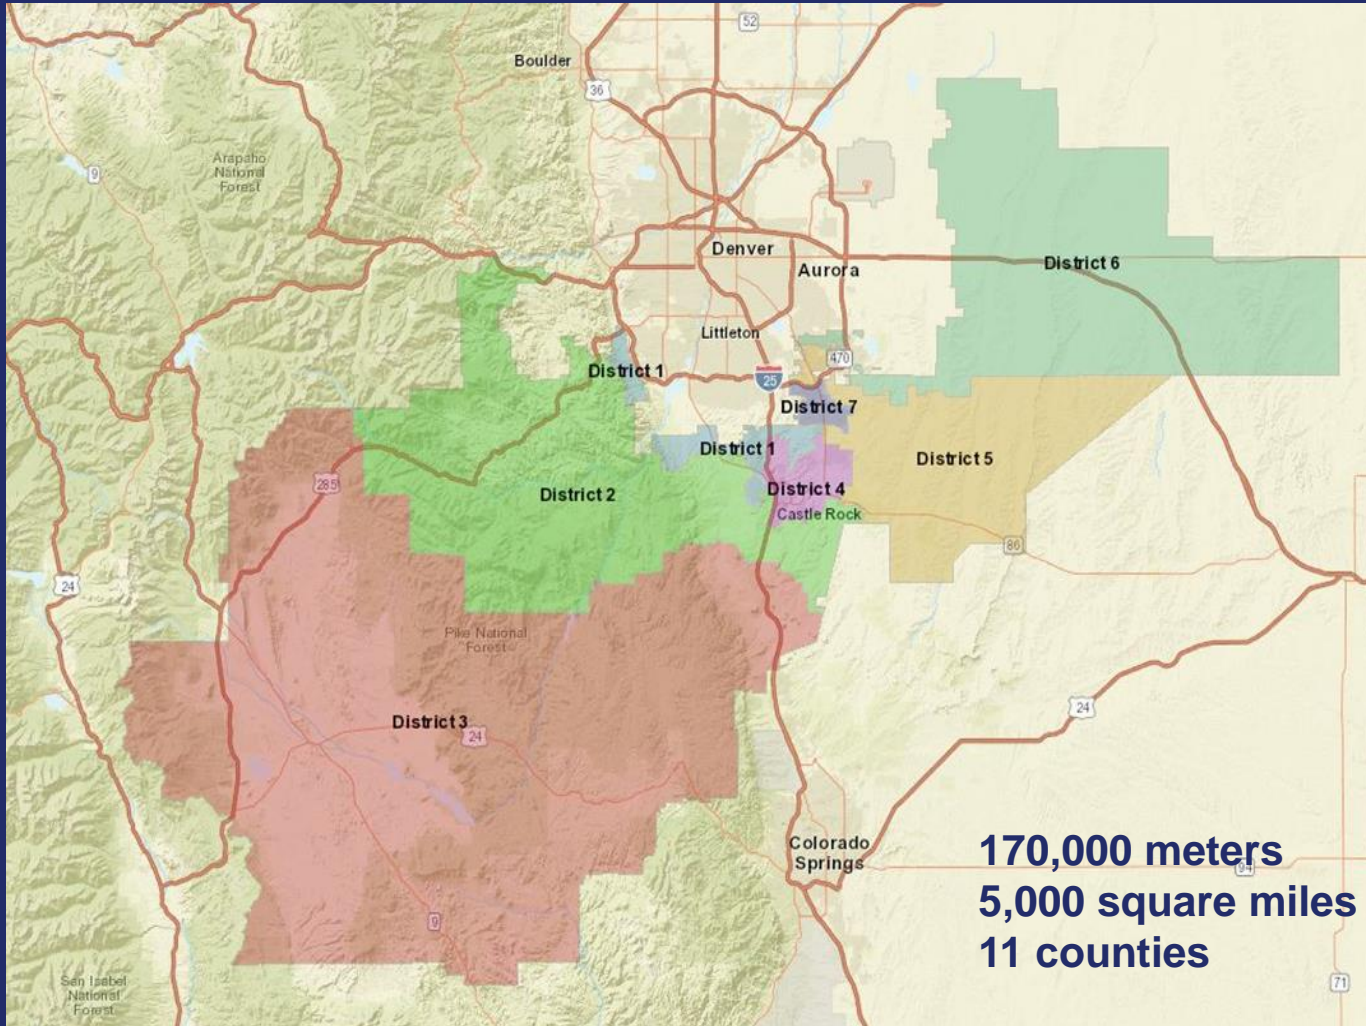 52
Boulder
36
Arapaho
National
Forest
9
Denver
Aurora
District 6
Littleton
470
District 1
25
District 7
District 1
District 5
285
District 2
District 4
Castle Rock
86
24
Pike National
Forest
24
District 3
24
Colorado
Springs
170,000 meters
94
5,000 square miles
9
11 counties
San Isabel
National
Forest
71